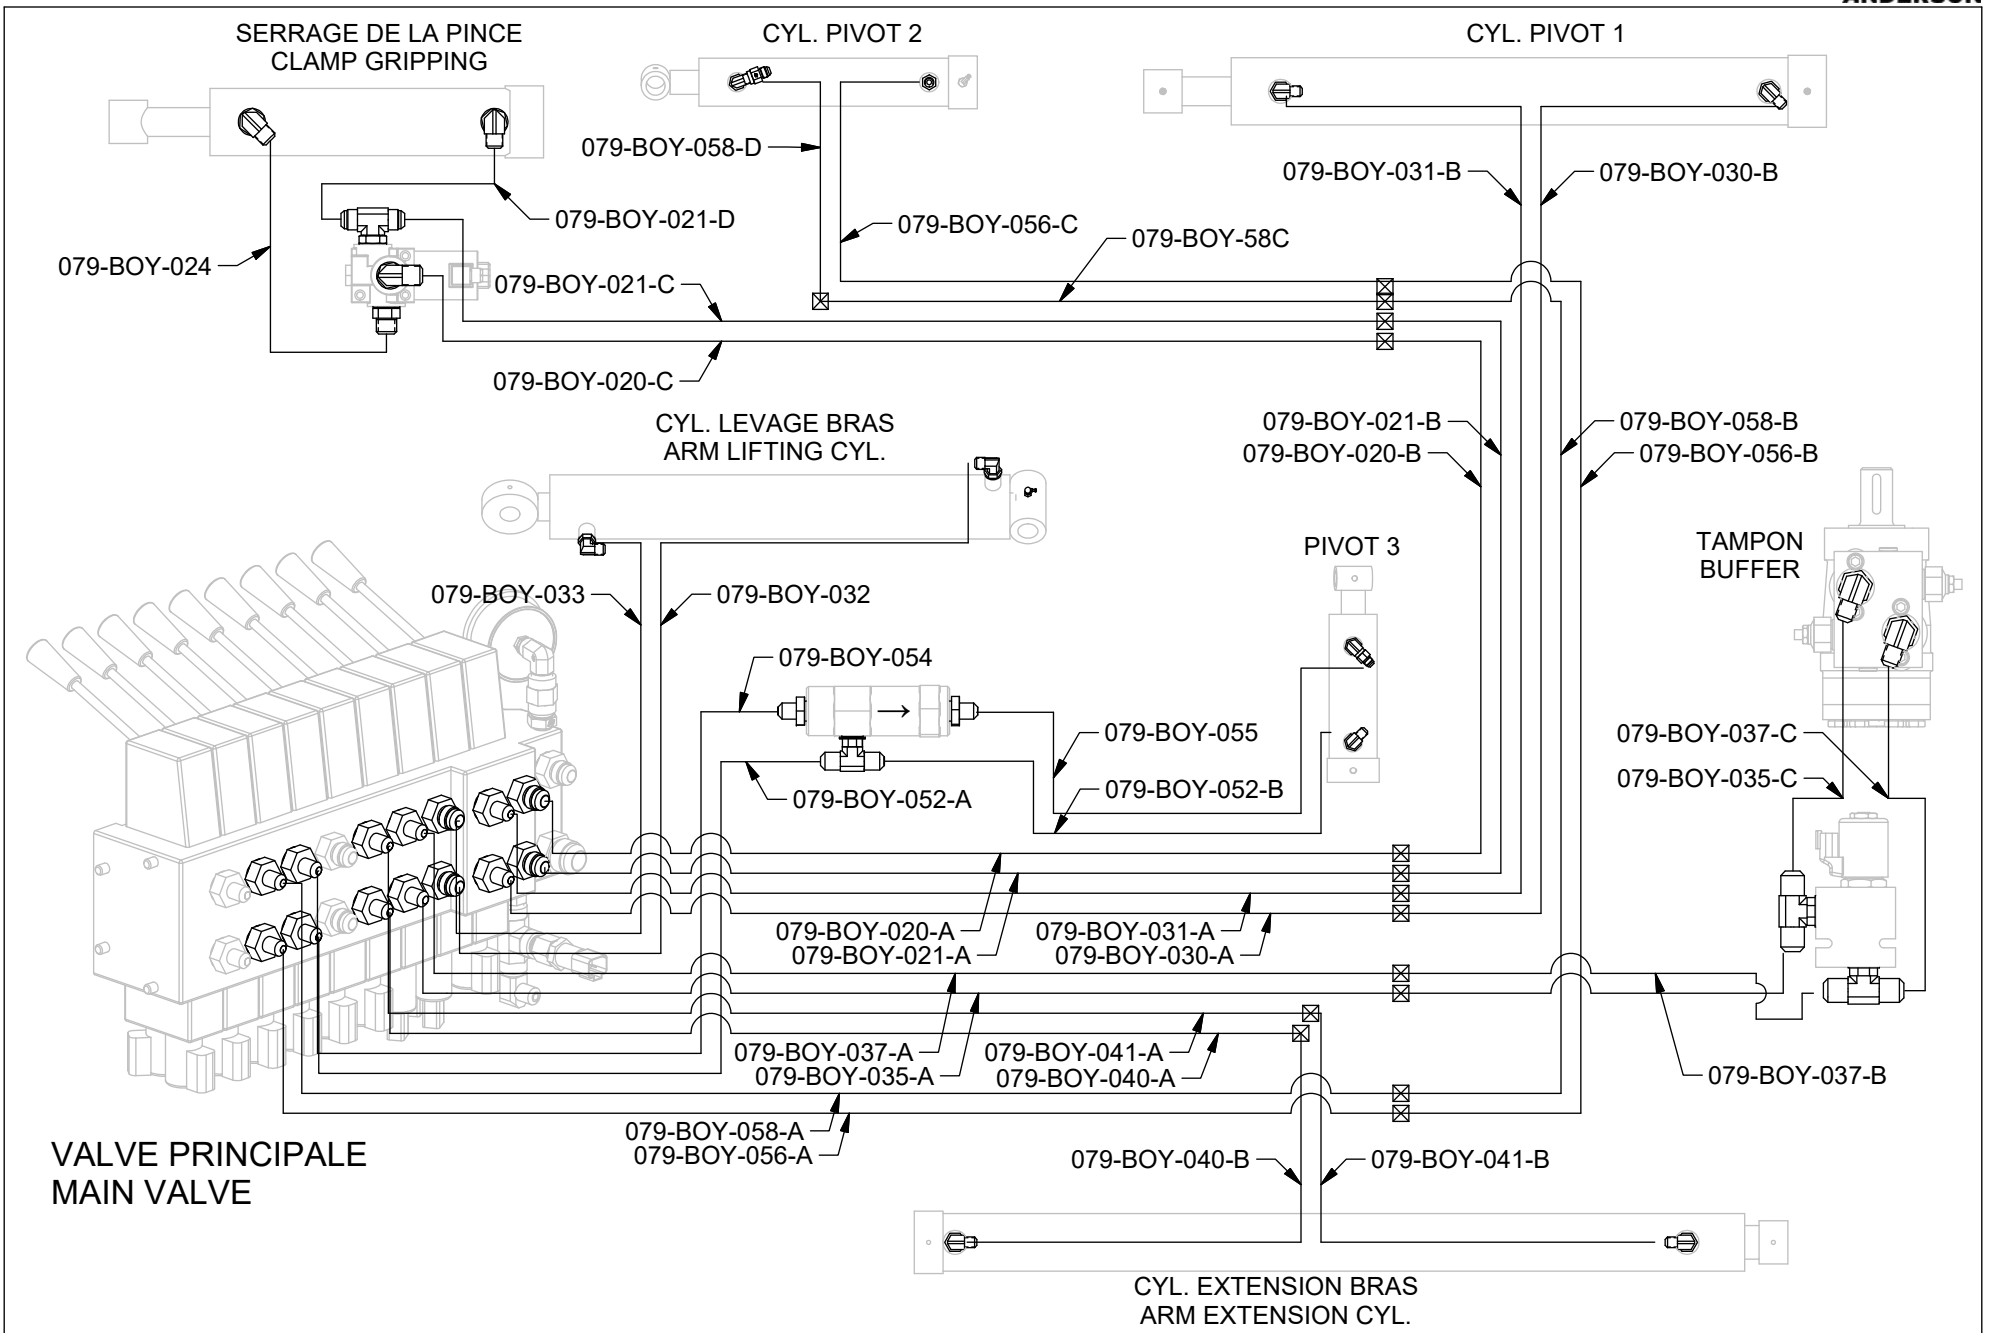 ANDERSON
SERRAGE DE LA PINCE
CLAMP GRIPPING
CYL. PIVOT 2
CYL. PIVOT 1
079-BOY-058-D
079-BOY-031-B
079-BOY-030-B
079-BOY-021-D
079-BOY-056-C
079-BOY-58C
079-BOY-024
079-BOY-021-C
079-BOY-020-C
CYL. LEVAGE BRAS
ARM LIFTING CYL.
079-BOY-021-B
079-BOY-058-B
079-BOY-020-B
079-BOY-056-B
PIVOT 3
TAMPON
BUFFER
079-BOY-033
079-BOY-032
079-BOY-054
079-BOY-055
079-BOY-037-C
079-BOY-035-C
079-BOY-052-A
079-BOY-052-B
079-BOY-020-A
079-BOY-031-A
079-BOY-021-A
079-BOY-030-A
079-BOY-037-A
079-BOY-041-A
079-BOY-035-A
079-BOY-040-A
079-BOY-037-B
079-BOY-058-A
079-BOY-056-A
VALVE PRINCIPALE
MAIN VALVE
079-BOY-040-B
079-BOY-041-B
CYL. EXTENSION BRAS
ARM EXTENSION CYL.